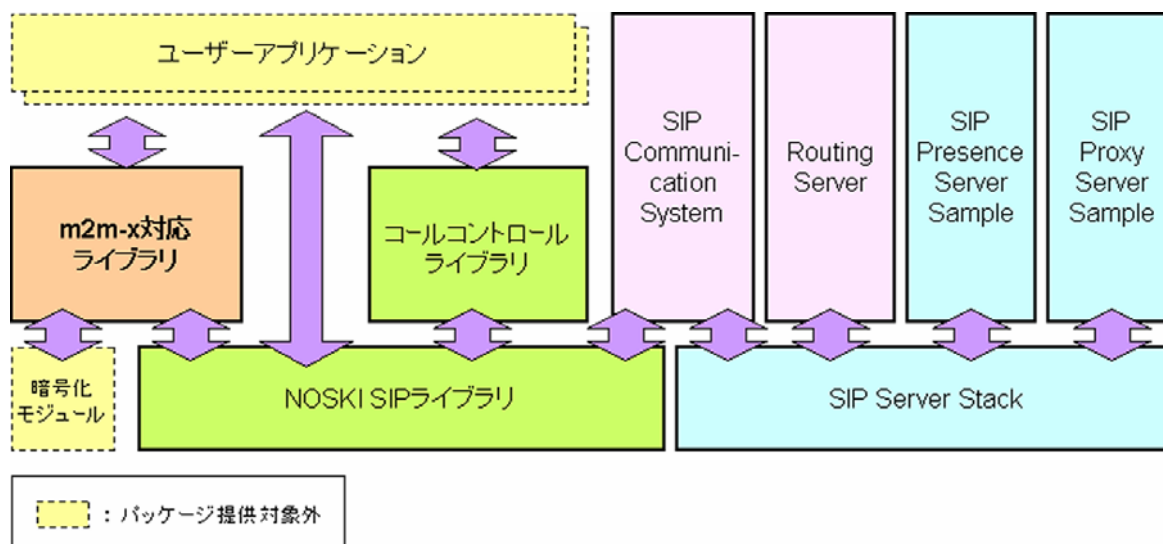 ユーザーアプリケーション
m2m-x対応
ライブラリ
コールコントロール
ライブラリ
SIP
Communi-
cation
System
Routing
Server
SIP
Presence
Server
Sample
SIP
Proxy
Server
Sample
暗号化
モジュール
NOSKI SIPライブラリ
SIP Server Stack
：パッケージ提供対象外